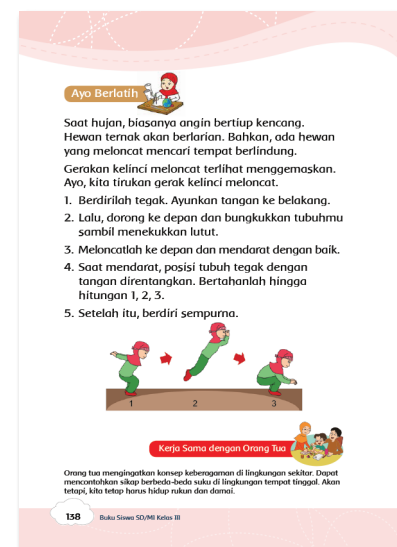 Ayo Berlatih
Saat hujan, biasanya angin bertiup kencang.
Hewan ternak akan berlarian. Bahkan, ada hewan
yang meloncat mencari tempat berlindung.
Gerakan kelinci meloncat terlihat menggemaskan.
Ayo, kita tirukan gerak kelinci meloncat.
1. Berdirilah tegak. Ayunkan tangan ke belakang.
2. Lalu, dorong ke depan dan bungkukkan tubuhmu
sambil menekukkan lutut.
3. Meloncatlah ke depan dan mendarat dengan baik.
4. Saat mendarat, posisi tubuh tegak dengan
tangan direntangkan. Bertahanlah hingga
hitungan 1, 2, 3.
5. Setelah itu, berdiri sempurna.
1 2 3
Kerja Sama dengan Orang Tua
Orang tua mengingatkan konsep keberagaman di lingkungan sekitar. Dapat
mencontohkan sikap berbeda-beda suku di lingkungan tempat tinggal. Akan
tetapi, kita tetap harus hidup rukun dan damai.
138 Buku Siswa SD/MI Kelas III